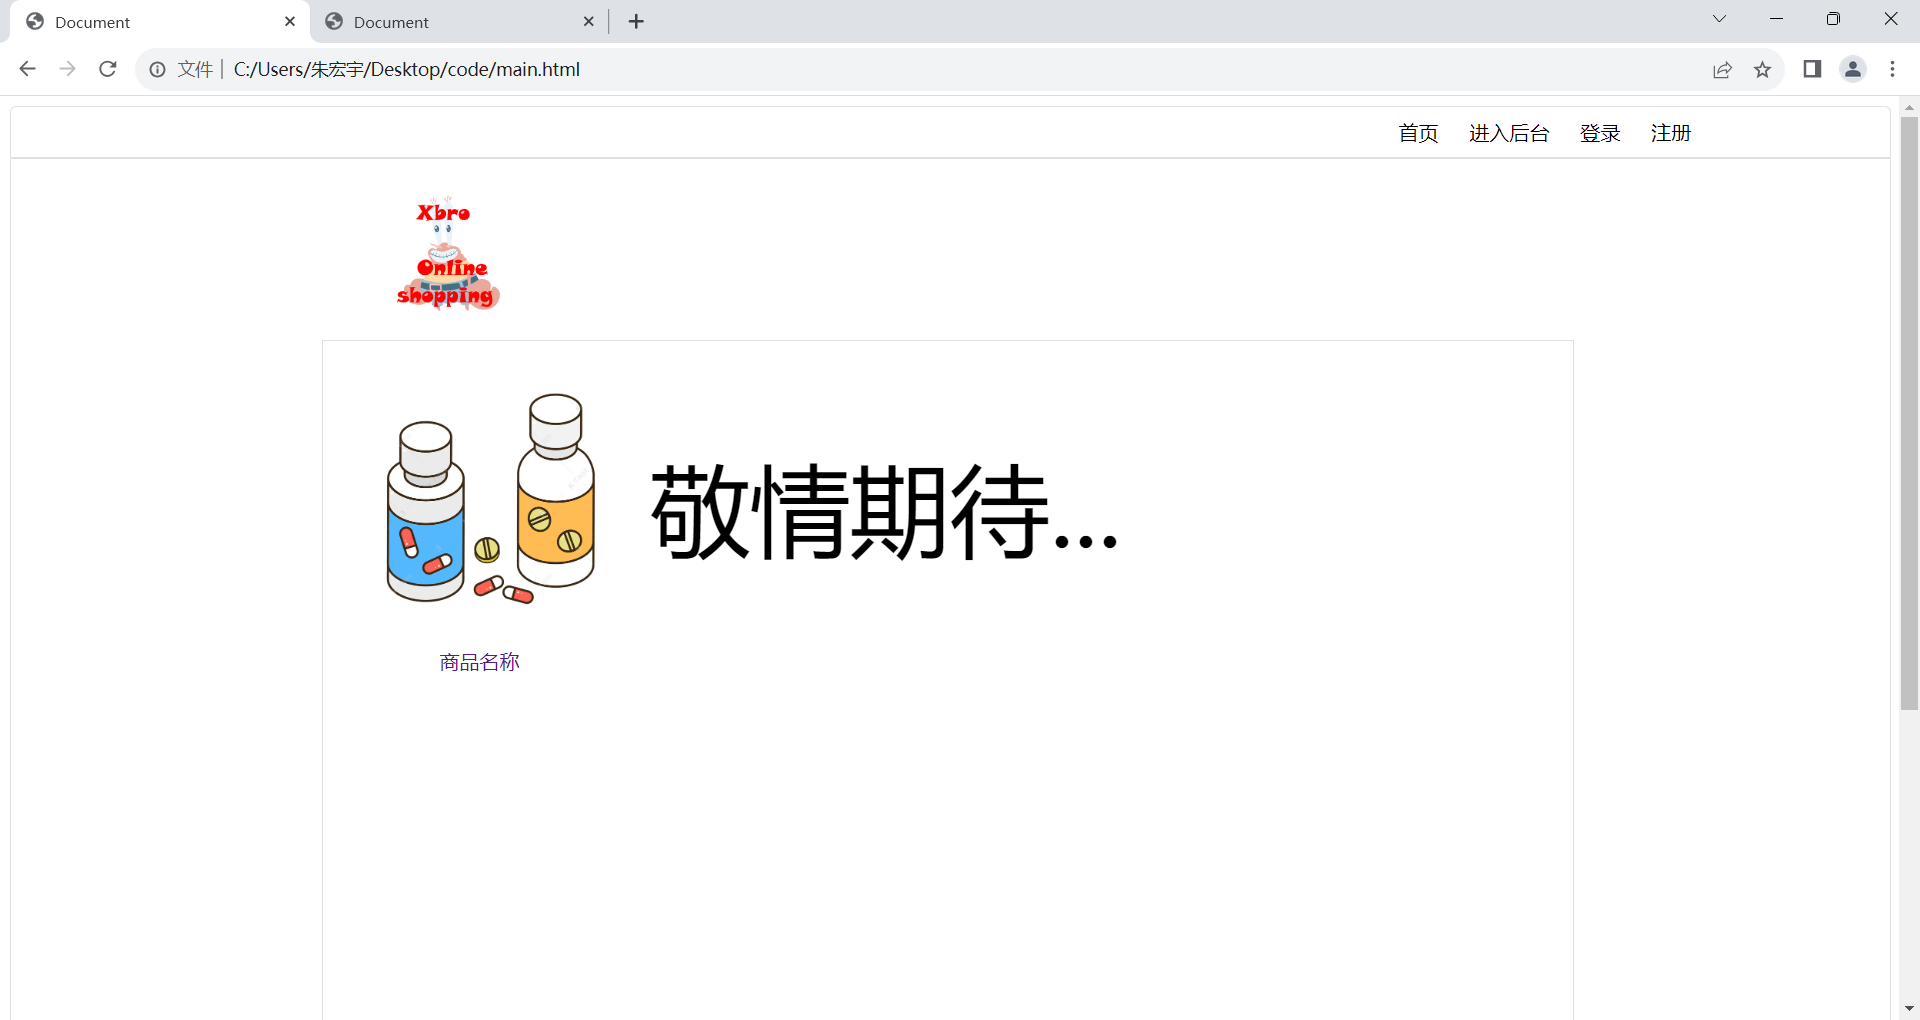 Document
Document
文件 C:/Users/朱宏宇/Desktop/code/main.html
首页 进入后台 登录 注册
Xbro
Online
shopping
敬情期待...
商品名称